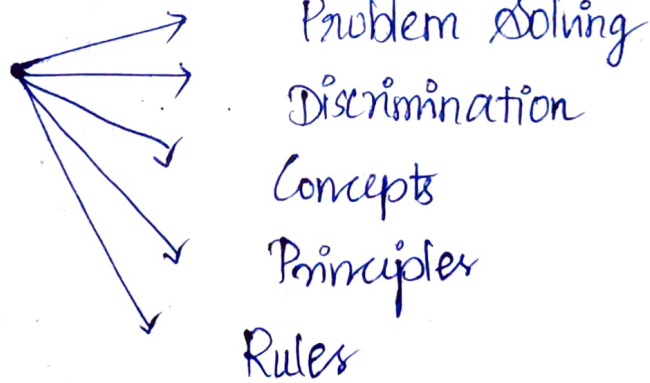 Problem Solving
Discrimination
Concepts
Principles
Rules